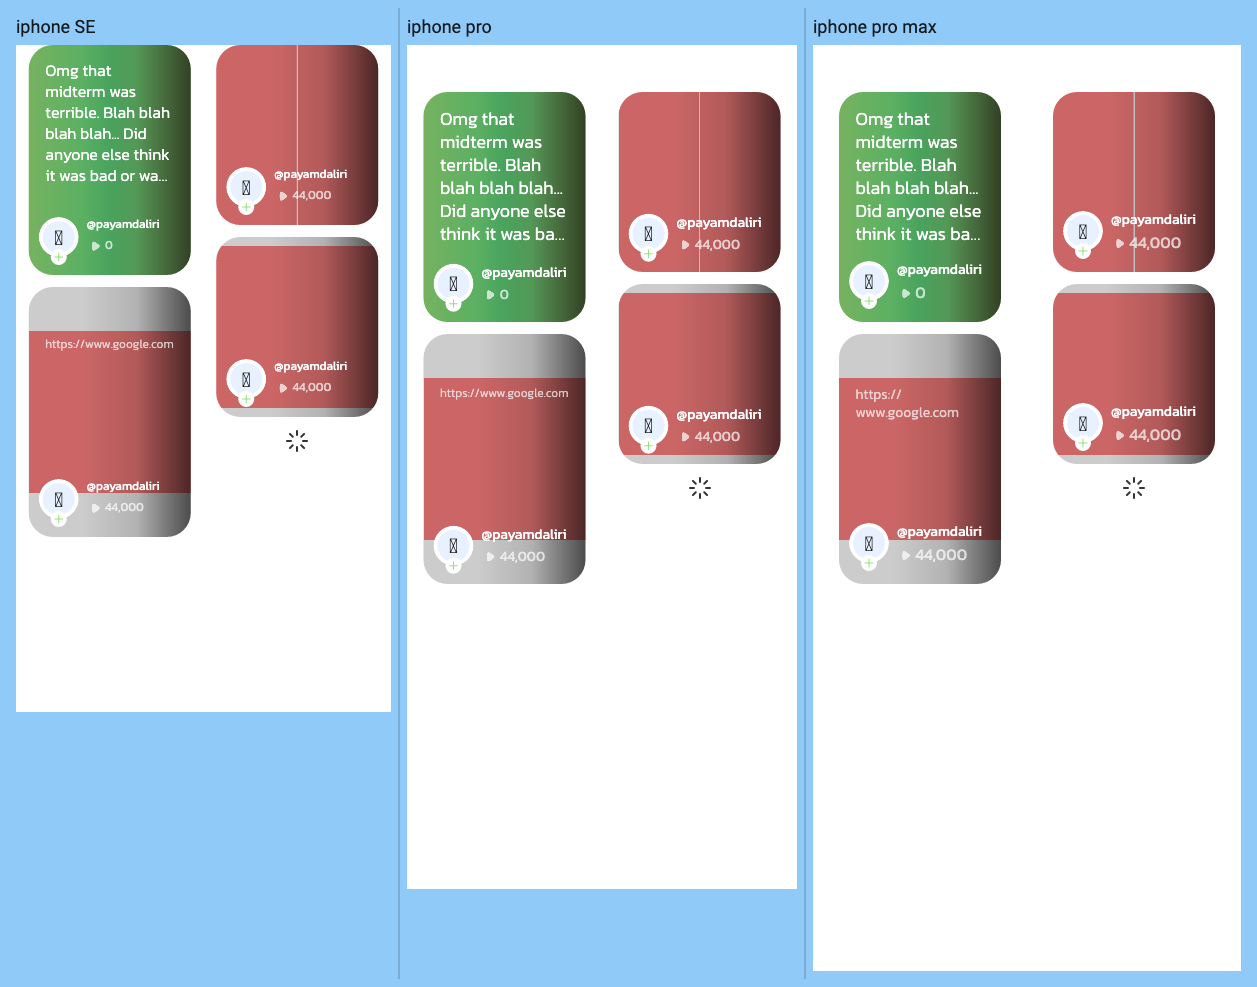 iphone SE
Omg that
midterm was
terrible. Blah blah
blah blah... Did
anyone else think
it was bad or wa...
@payamdaliri
0
https://www.google.com
@payamdaliri
44,000
@payamdaliri
44,000
@payamdaliri
44,000
iphone pro
Omg that
midterm was
terrible. Blah
blah blah blah...
Did anyone else
think it was ba...
@payamdaliri
0
https://www.google.com
@payamdaliri
44,000
@payamdaliri
44,000
@payamdaliri
44,000
iphone pro max
Omg that
midterm was
terrible. Blah
blah blah blah...
Did anyone else
think it was ba...
@payamdaliri
0
https://
www.google.com
@payamdaliri
44,000
@payamdaliri
44,000
@payamdaliri
44,000